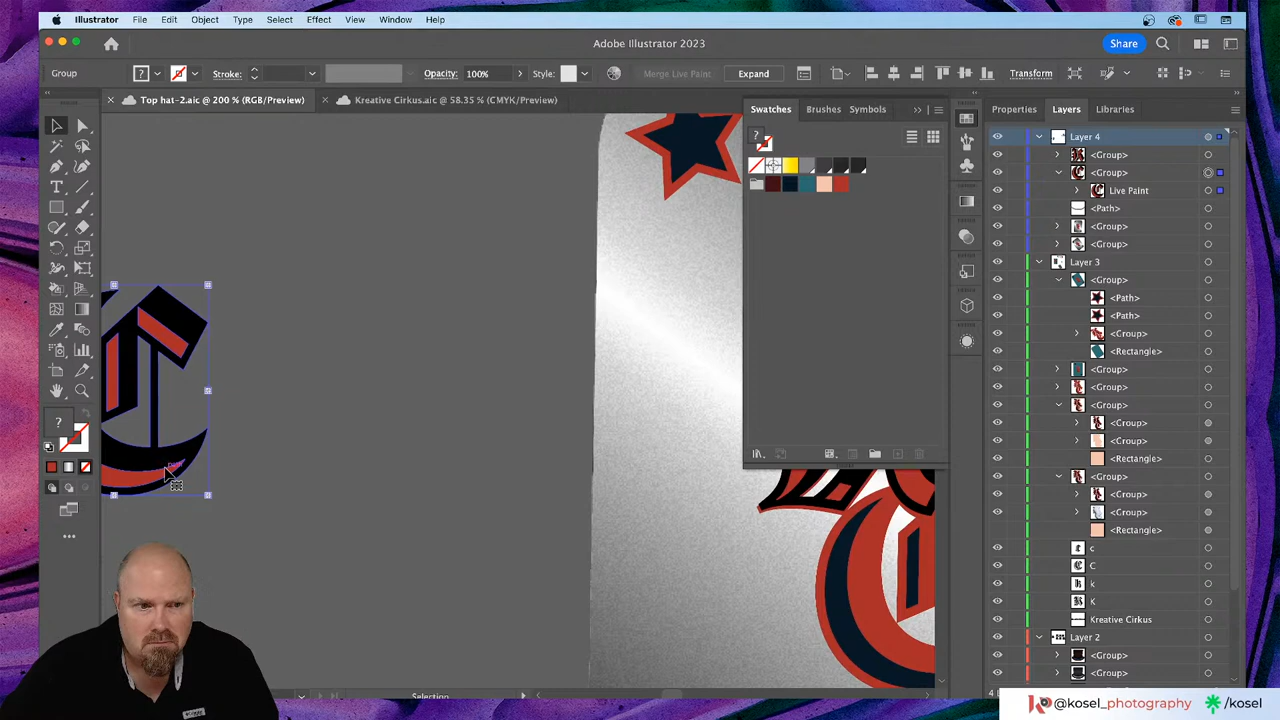 Illustrator File Edit Object Type Select Effect View Window Help
Adobe Illustrator 2023
Share
Group ? Stroke: Opacity: 100% Style: Merge Live Paint Expand Transform
× Top hat-2.aic @ 200 % (RGB/Preview) × Kreative Cirkus.aic @ 58.35 % (CMYK/Preview)
Swatches Brushes Symbols
Properties Layers Libraries
Layer 4
<Group>
<Group>
Live Paint
<Path>
<Group>
<Group>
Layer 3
<Group>
<Path>
<Path>
<Group>
<Rectangle>
<Group>
<Group>
<Group>
<Group>
<Group>
<Rectangle>
<Group>
<Group>
<Group>
<Rectangle>
c
C
k
K
Kreative Cirkus
Layer 2
<Group>
<Group>
Selection
@kosel_photography /kosel